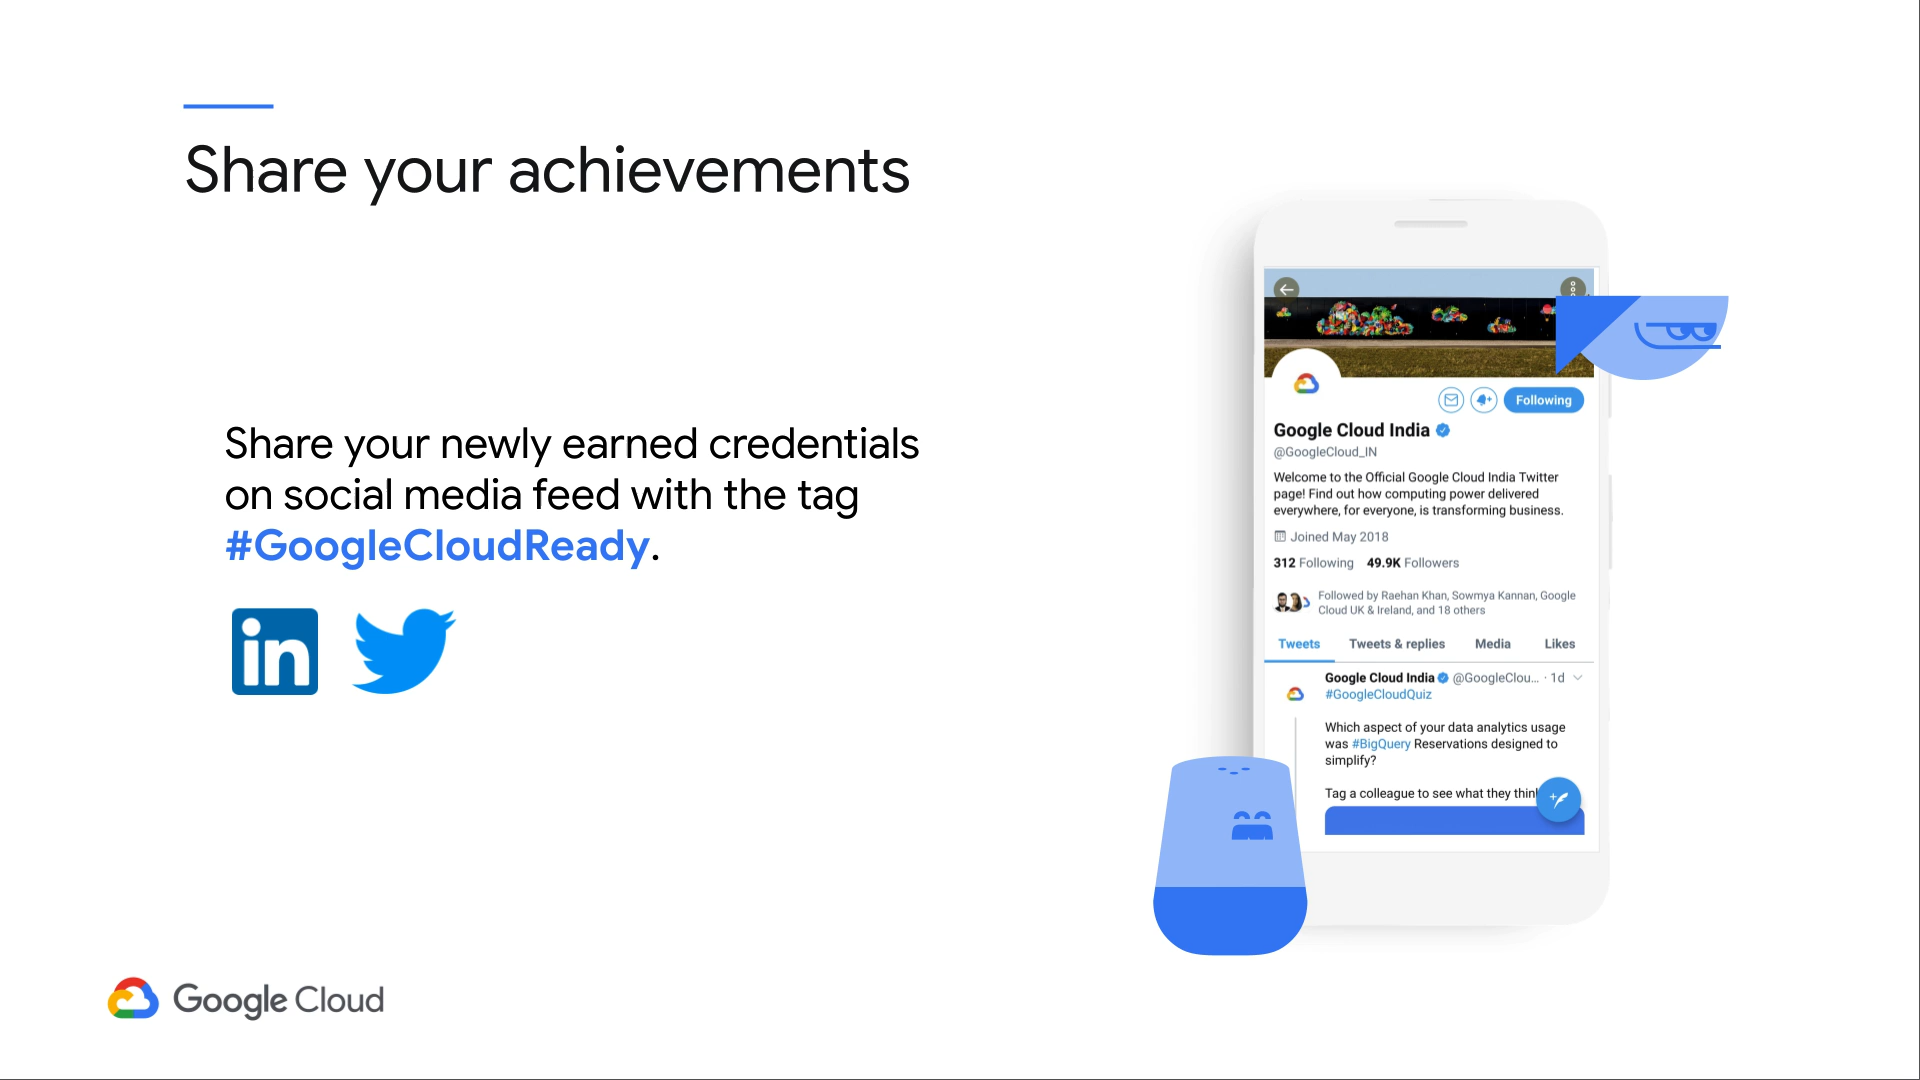 Share your achievements
Share your newly earned credentials
on social media feed with the tag
#GoogleCloudReady.
in
Following
Google Cloud India
@GoogleCloud_IN
Welcome to the Official Google Cloud India Twitter
page! Find out how computing power delivered
everywhere, for everyone, is transforming business.
Joined May 2018
312 Following 49.9K Followers
Followed by Raehan Khan, Sowmya Kannan, Google
Cloud UK & Ireland, and 18 others
Tweets Tweets & replies Media Likes
Google Cloud India @GoogleClou... · 1d
#GoogleCloudQuiz
Which aspect of your data analytics usage
was #BigQuery Reservations designed to
simplify?
Tag a colleague to see what they thin
Google Cloud